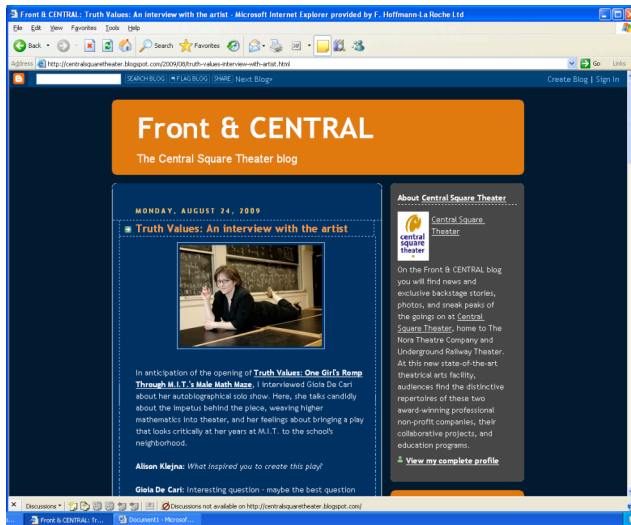 Front & CENTRAL: Truth Values: An interview with the artist - Microsoft Internet Explorer provided by F. Hoffmann-La Roche Ltd
File Edit View Favorites Tools Help
Back Search Favorites
Address http://centralsquaretheater.blogspot.com/2009/08/truth-values-interview-with-artist.html Go Links
SEARCH BLOG FLAG BLOG SHARE Next Blog» Create Blog | Sign In
Front & CENTRAL
The Central Square Theater blog
MONDAY, AUGUST 24, 2009
Truth Values: An interview with the artist
In anticipation of the opening of Truth Values: One Girl's Romp
Through M.I.T.'s Male Math Maze, I interviewed Gioia De Cari
about her autobiographical solo show. Here, she talks candidly
about the impetus behind the piece, weaving higher
mathematics into theater, and her feelings about bringing a play
that looks critically at her years at M.I.T. to the school's
neighborhood.
Alison Klejna: What inspired you to create this play?
Gioia De Cari: Interesting question - maybe the best question
About Central Square Theater
central
square
theater
Central Square
Theater
On the Front & CENTRAL blog
you will find news and
exclusive backstage stories,
photos, and sneak peaks of
the goings on at Central
Square Theater, home to The
Nora Theatre Company and
Underground Railway Theater.
At this new state-of-the-art
theatrical arts facility,
audiences find the distinctive
repertoires of these two
award-winning professional
non-profit companies, their
collaborative projects, and
education programs.
View my complete profile
Discussions Discussions not available on http://centralsquaretheater.blogspot.com/
Front & CENTRAL: Tr... Document1 - Microsof...